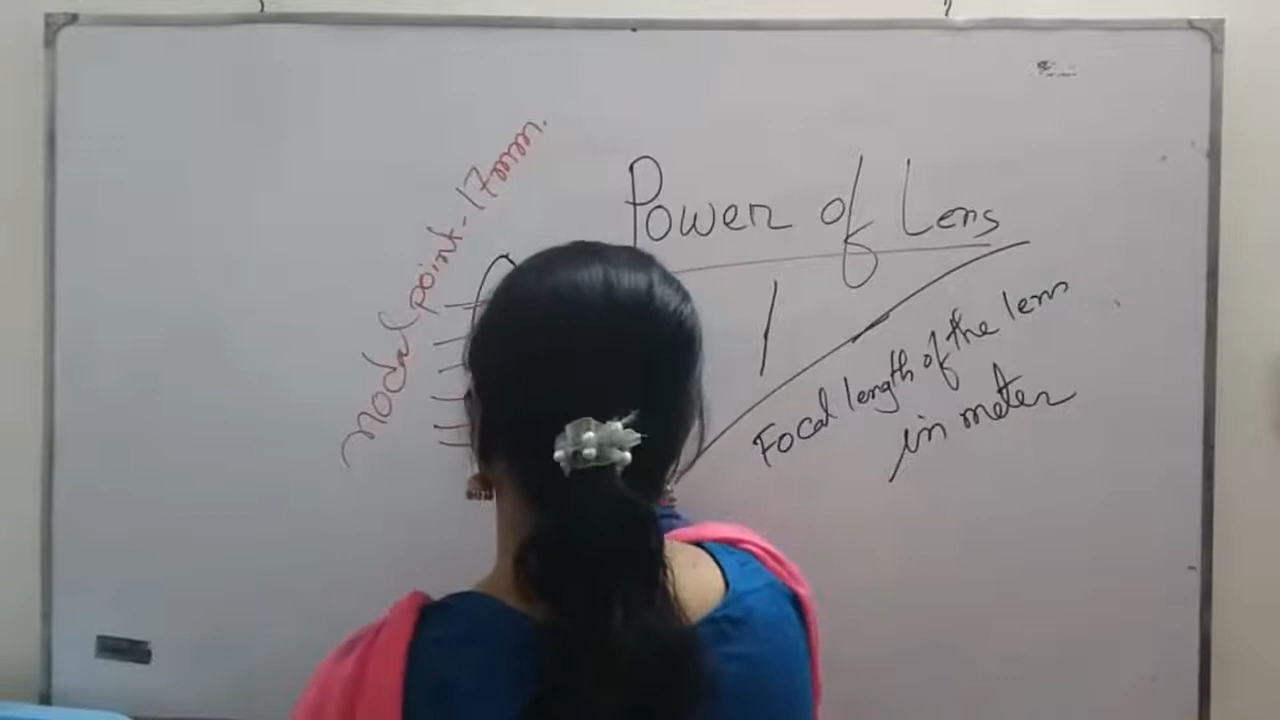 nodal point - 17mm.
Power of Lens
1
Focal length of the lens
in meter